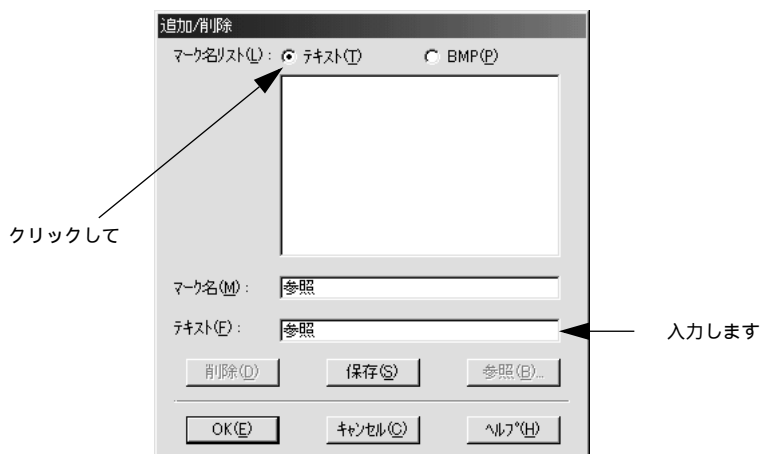 追加/削除
マーク名リスト(L): テキスト(T) BMP(P)
クリックして
マーク名(M): 参照
テキスト(F): 参照
入力します
削除(D) 保存(S) 参照(B)...
OK(E) キャンセル(C) ヘルプ(H)